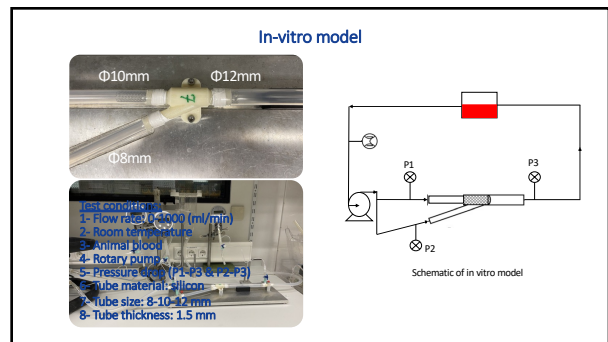 In-vitro model
Φ10mm
Φ12mm
7
Φ8mm
Test conditions:
1- Flow rate: 0-1000 (ml/min)
2- Room temperature
3- Animal blood
4- Rotary pump
5- Pressure drop (P1-P3 & P2-P3)
6- Tube material: silicon
7- Tube size: 8-10-12 mm
8- Tube thickness: 1.5 mm
P1
P3
P2
Schematic of in vitro model